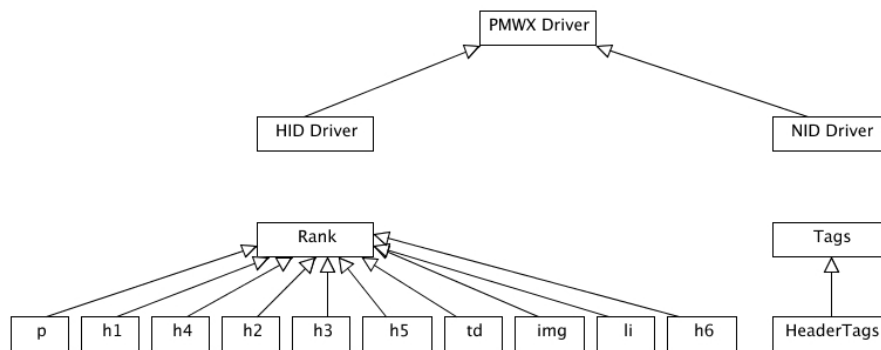 PMWX Driver
HID Driver
NID Driver
Rank
Tags
p
h1
h4
h2
h3
h5
td
img
li
h6
HeaderTags